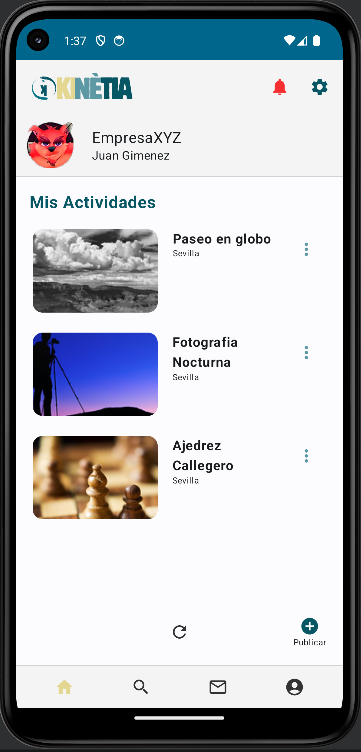 1:37
KINÈTIA
EmpresaXYZ
Juan Gimenez
Mis Actividades
Paseo en globo
Sevilla
Fotografia
Nocturna
Sevilla
Ajedrez
Callegero
Sevilla
Publicar